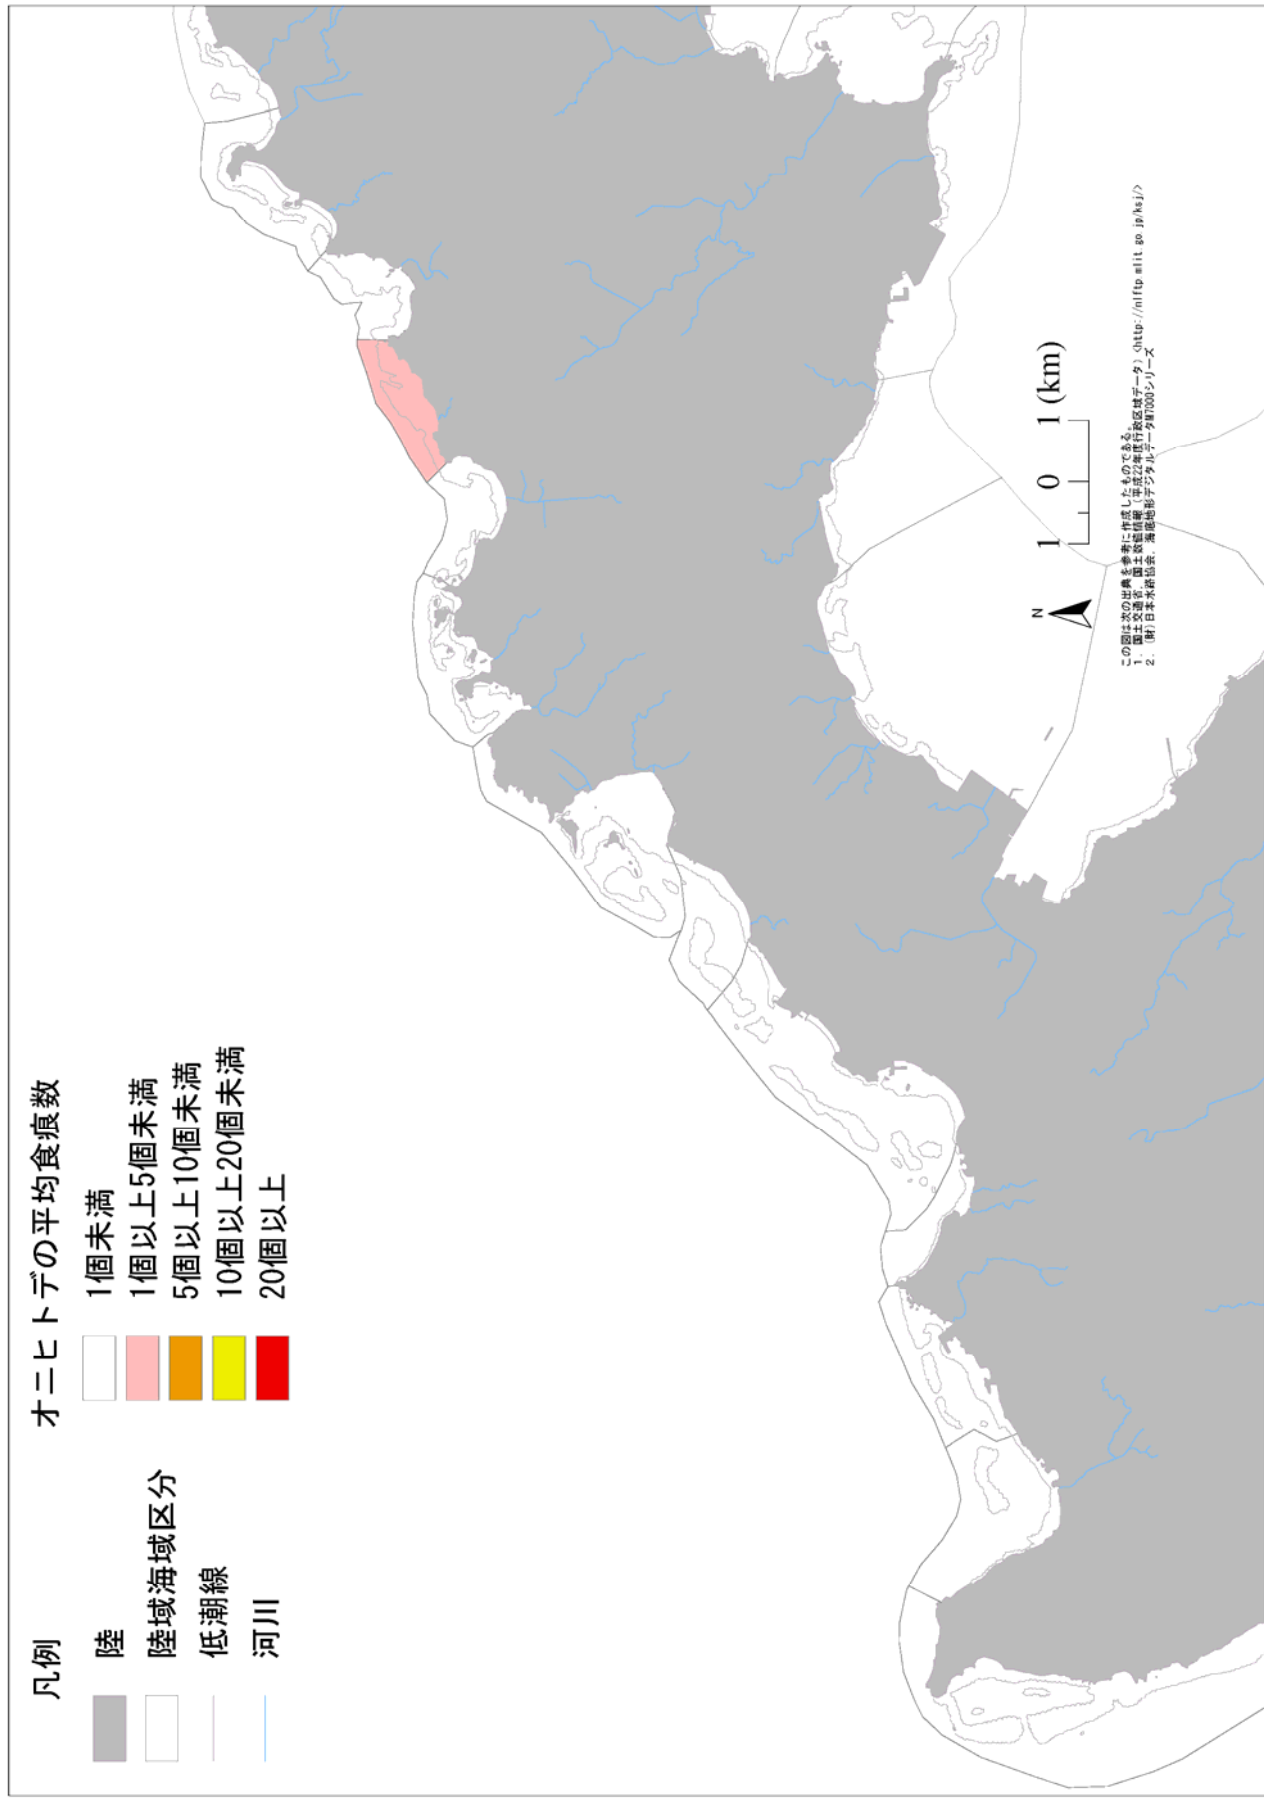 凡例
陸
陸域海域区分
低潮線
河川
オニヒトデの平均食痕数
1個未満
1個以上5個未満
5個以上10個未満
10個以上20個未満
20個以上
N
1 0 1 (km)
この図は次の出典を参考に作成したものである。
1. 国土交通省, 国土数値情報 (平成22年度行政区域データ) <http://nlftp.mlit.go.jp/ksj/>
2. (財)日本水路協会, 海底地形デジタルデータM7000シリーズ